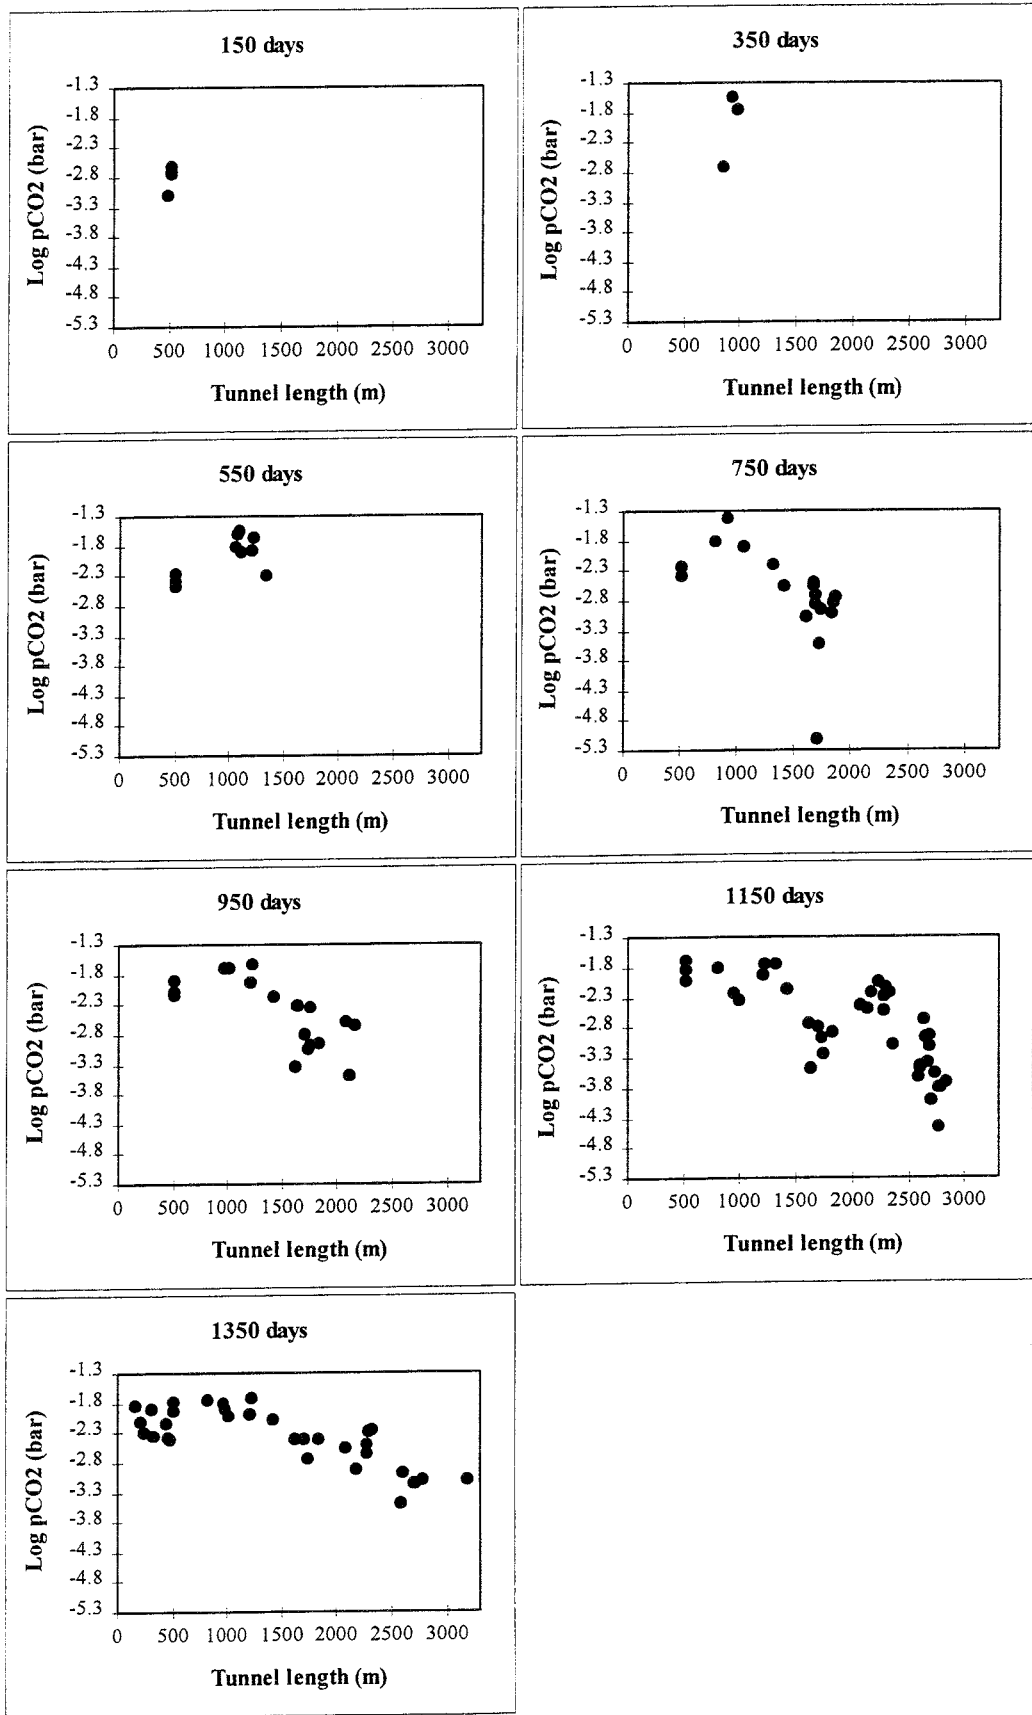 150 days
-1.3
-1.8
-2.3
-2.8
-3.3
-3.8
-4.3
-4.8
-5.3
Log pCO2 (bar)
0 500 1000 1500 2000 2500 3000
Tunnel length (m)
350 days
-1.3
-1.8
-2.3
-2.8
-3.3
-3.8
-4.3
-4.8
-5.3
Log pCO2 (bar)
0 500 1000 1500 2000 2500 3000
Tunnel length (m)
550 days
-1.3
-1.8
-2.3
-2.8
-3.3
-3.8
-4.3
-4.8
-5.3
Log pCO2 (bar)
0 500 1000 1500 2000 2500 3000
Tunnel length (m)
750 days
-1.3
-1.8
-2.3
-2.8
-3.3
-3.8
-4.3
-4.8
-5.3
Log pCO2 (bar)
0 500 1000 1500 2000 2500 3000
Tunnel length (m)
950 days
-1.3
-1.8
-2.3
-2.8
-3.3
-3.8
-4.3
-4.8
-5.3
Log pCO2 (bar)
0 500 1000 1500 2000 2500 3000
Tunnel length (m)
1150 days
-1.3
-1.8
-2.3
-2.8
-3.3
-3.8
-4.3
-4.8
-5.3
Log pCO2 (bar)
0 500 1000 1500 2000 2500 3000
Tunnel length (m)
1350 days
-1.3
-1.8
-2.3
-2.8
-3.3
-3.8
-4.3
-4.8
-5.3
Log pCO2 (bar)
0 500 1000 1500 2000 2500 3000
Tunnel length (m)